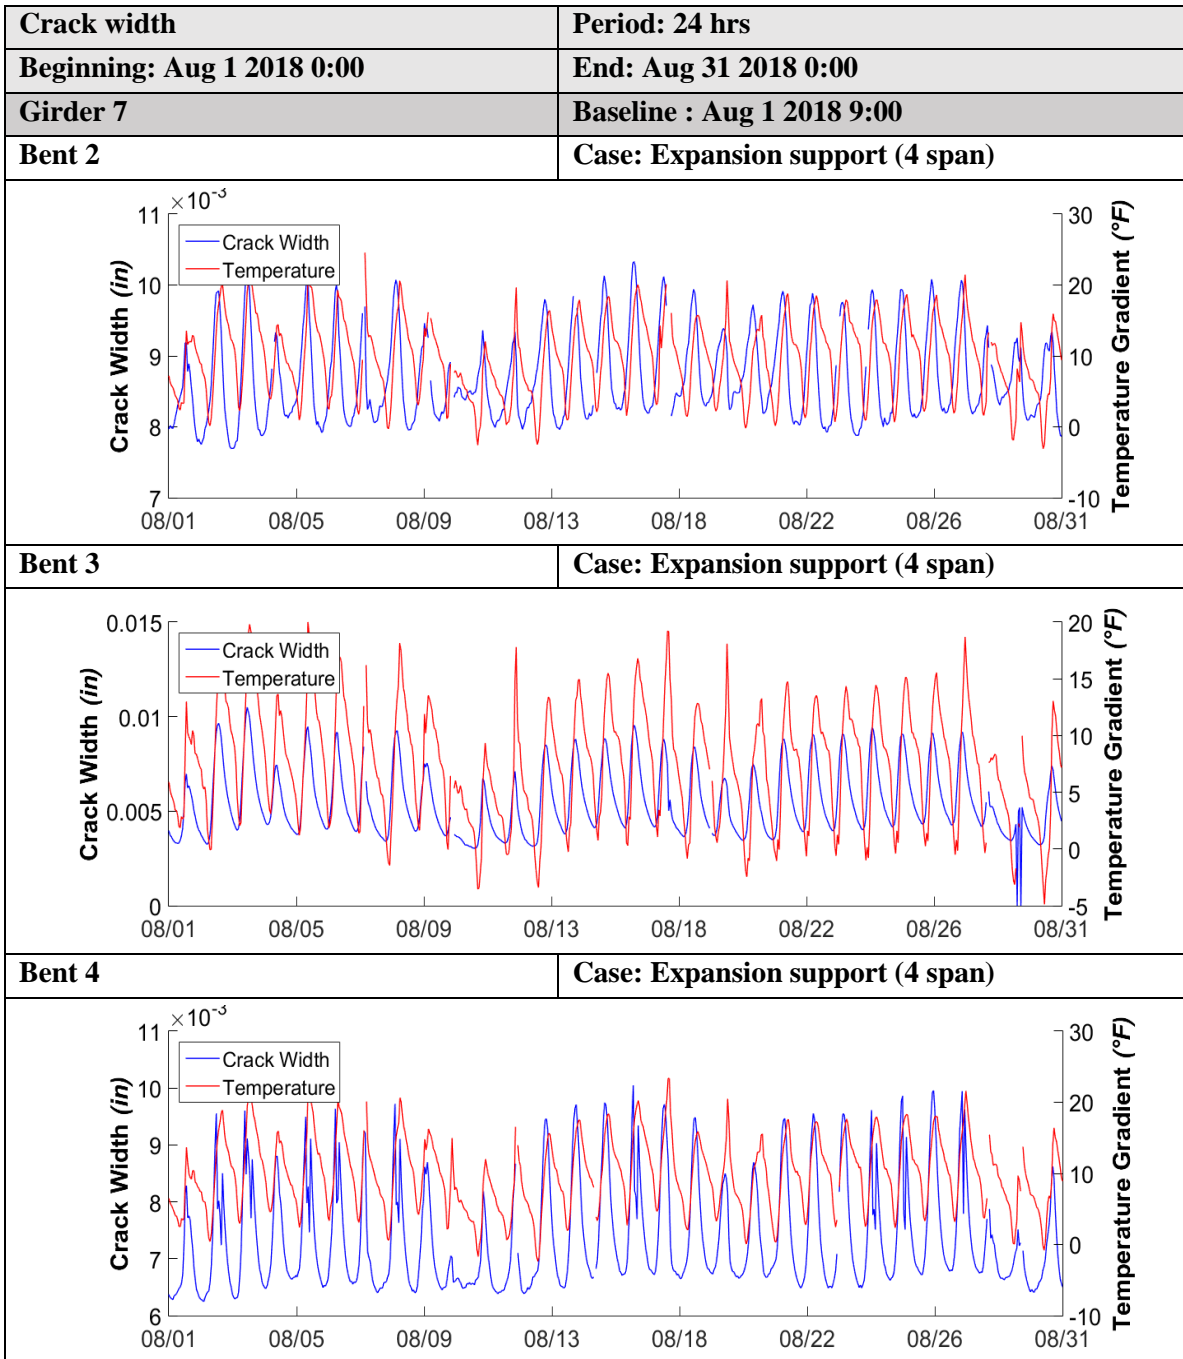 Crack width Period: 24 hrs
Beginning: Aug 1 2018 0:00 End: Aug 31 2018 0:00
Girder 7 Baseline : Aug 1 2018 9:00
Bent 2 Case: Expansion support (4 span)
×10⁻³
11
10
9
8
7
Crack Width (in)
Crack Width
Temperature
30
20
10
0
-10
Temperature Gradient (°F)
08/01 08/05 08/09 08/13 08/18 08/22 08/26 08/31
Bent 3 Case: Expansion support (4 span)
0.015
0.01
0.005
0
Crack Width (in)
Crack Width
Temperature
20
15
10
5
0
-5
Temperature Gradient (°F)
08/01 08/05 08/09 08/13 08/18 08/22 08/26 08/31
Bent 4 Case: Expansion support (4 span)
×10⁻³
11
10
9
8
7
6
Crack Width (in)
Crack Width
Temperature
30
20
10
0
-10
Temperature Gradient (°F)
08/01 08/05 08/09 08/13 08/18 08/22 08/26 08/31